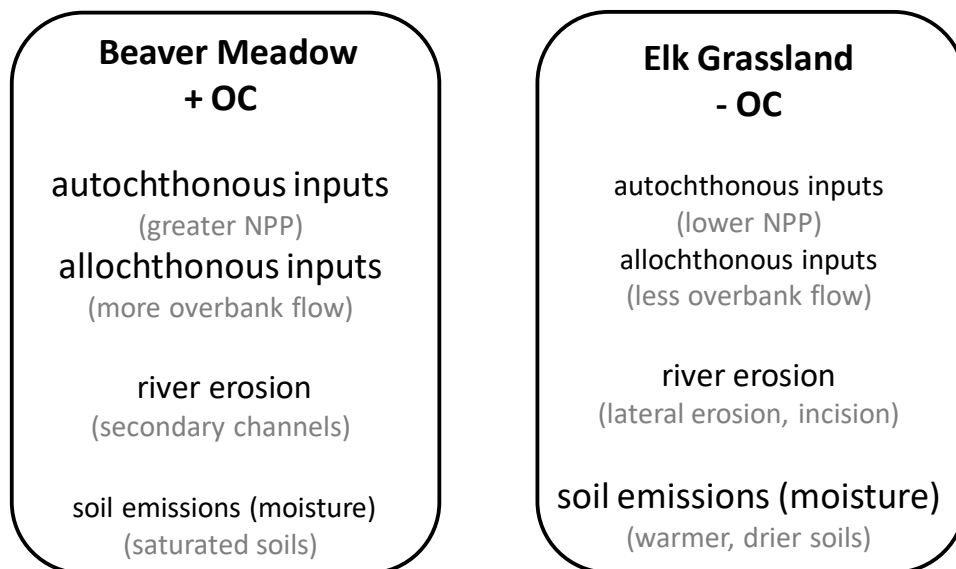 Beaver Meadow
+ OC
autochthonous inputs
(greater NPP)
allochthonous inputs
(more overbank flow)
river erosion
(secondary channels)
soil emissions (moisture)
(saturated soils)
Elk Grassland
- OC
autochthonous inputs
(lower NPP)
allochthonous inputs
(less overbank flow)
river erosion
(lateral erosion, incision)
soil emissions (moisture)
(warmer, drier soils)